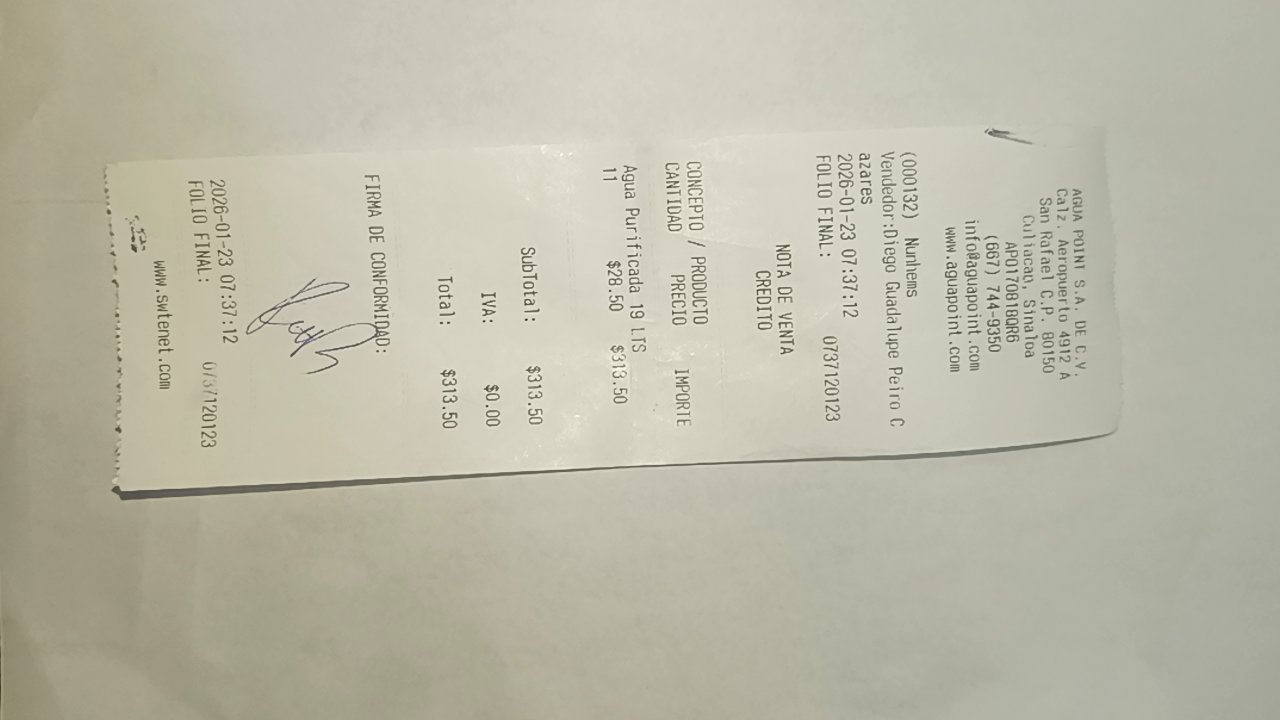 AGUA POINT S.A. DE C.V.
Calz. Aeropuerto 4912 A
San Rafael C.P. 80150
Culiacan, Sinaloa
APO170818QR6
(667) 744-9350
info@aguapoint.com
www.aguapoint.com
(000132) Nunhems
Vendedor:Diego Guadalupe Peiro C
azares
2026-01-23 07:37:12
FOLIO FINAL: 0737120123
NOTA DE VENTA
CREDITO
CONCEPTO / PRODUCTO
CANTIDAD PRECIO IMPORTE
Agua Purificada 19 LTS
11 $28.50 $313.50
SubTotal: $313.50
IVA: $0.00
Total: $313.50
FIRMA DE CONFORMIDAD:
2026-01-23 07:37:12
FOLIO FINAL: 0737120123
www.swtenet.com